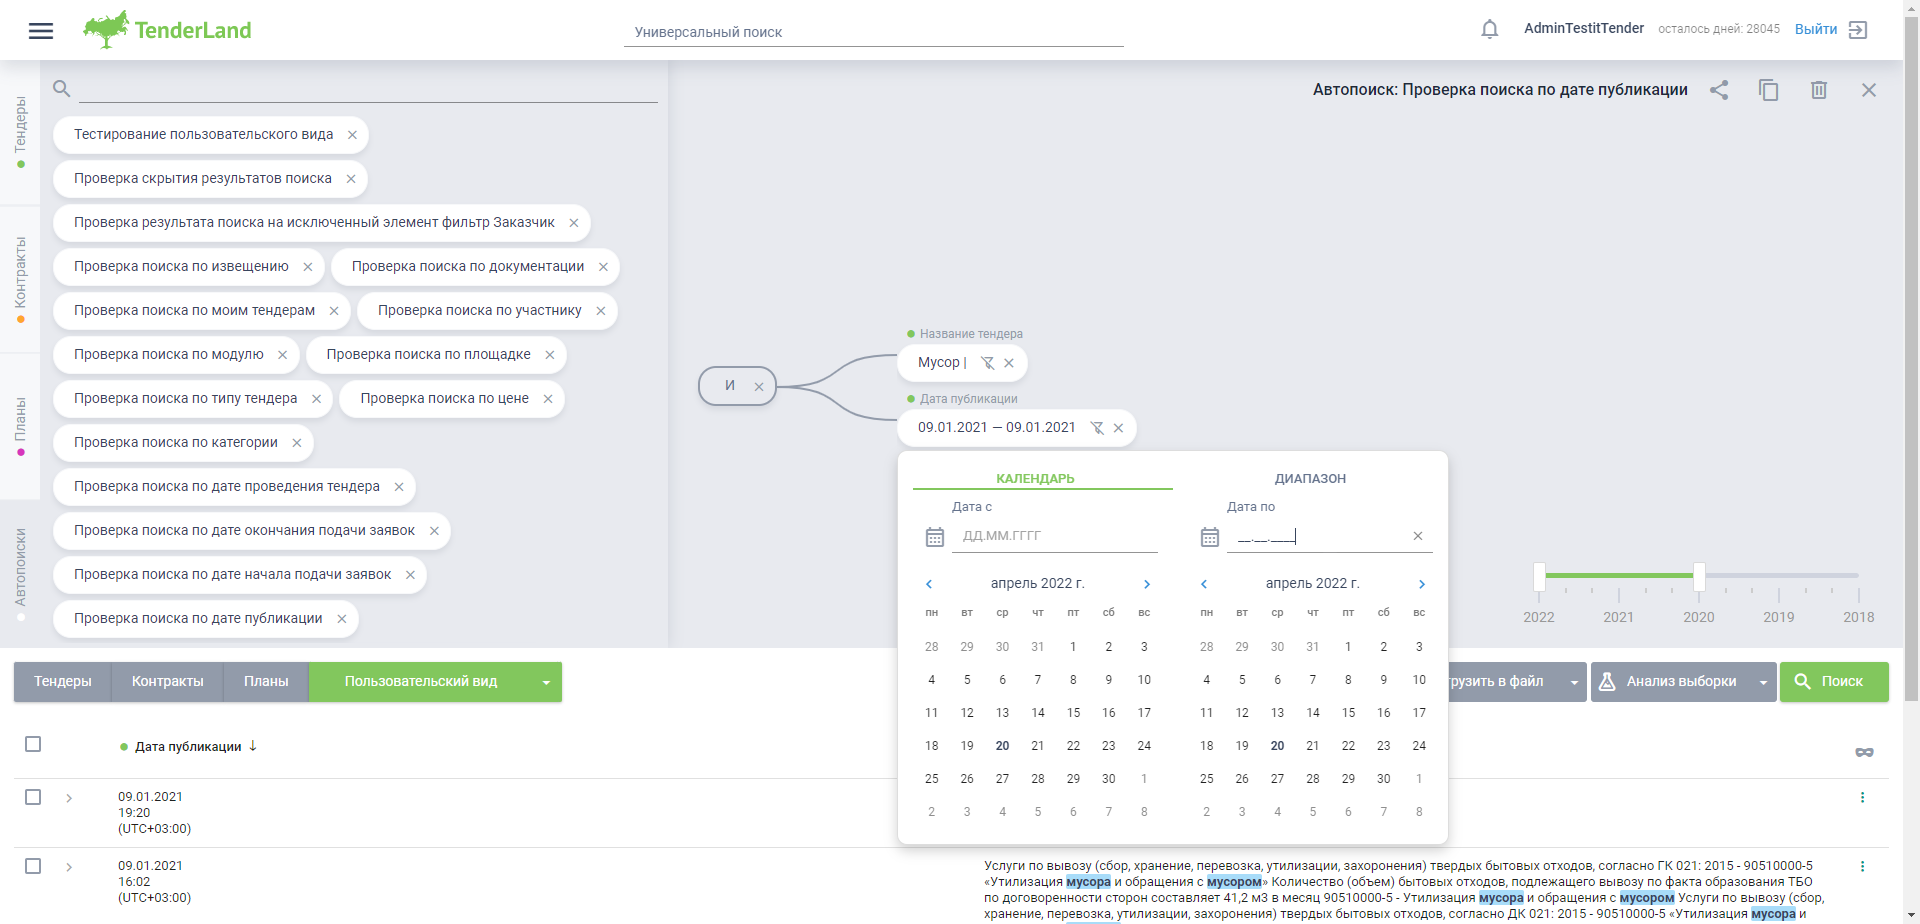 TenderLand
Универсальный поиск
AdminTestitTender
осталось дней: 28045
Выйти
Тендеры
Контракты
Планы
Автопоиски
Тестирование пользовательского вида
Проверка скрытия результатов поиска
Проверка результата поиска на исключенный элемент фильтр Заказчик
Проверка поиска по извещению
Проверка поиска по документации
Проверка поиска по моим тендерам
Проверка поиска по участнику
Проверка поиска по модулю
Проверка поиска по площадке
Проверка поиска по типу тендера
Проверка поиска по цене
Проверка поиска по категории
Проверка поиска по дате проведения тендера
Проверка поиска по дате окончания подачи заявок
Проверка поиска по дате начала подачи заявок
Проверка поиска по дате публикации
Автопоиск: Проверка поиска по дате публикации
И
Название тендера
Мусор |
Дата публикации
09.01.2021 — 09.01.2021
КАЛЕНДАРЬ
ДИАПАЗОН
Дата с
Дата по
ДД.ММ.ГГГГ
__.__.____
апрель 2022 г.
пн вт ср чт пт сб вс
28 29 30 31 1 2 3
4 5 6 7 8 9 10
11 12 13 14 15 16 17
18 19 20 21 22 23 24
25 26 27 28 29 30 1
2 3 4 5 6 7 8
апрель 2022 г.
пн вт ср чт пт сб вс
28 29 30 31 1 2 3
4 5 6 7 8 9 10
11 12 13 14 15 16 17
18 19 20 21 22 23 24
25 26 27 28 29 30 1
2 3 4 5 6 7 8
2022 2021 2020 2019 2018
Тендеры
Контракты
Планы
Пользовательский вид
грузить в файл
Анализ выборки
Поиск
Дата публикации ↓
09.01.2021
19:20
(UTC+03:00)
09.01.2021
16:02
(UTC+03:00)
Услуги по вывозу (сбор, хранение, перевозка, утилизации, захоронения) твердых бытовых отходов, согласно ГК 021: 2015 - 90510000-5
«Утилизация мусора и обращения с мусором» Количество (объем) бытовых отходов, подлежащего вывозу по факта образования ТБО
по договоренности сторон составляет 41,2 м3 в месяц 90510000-5 - Утилизация мусора и обращения с мусором Услуги по вывозу (сбор,
хранение, перевозка, утилизации, захоронения) твердых бытовых отходов, согласно ДК 021: 2015 - 90510000-5 «Утилизация мусора и